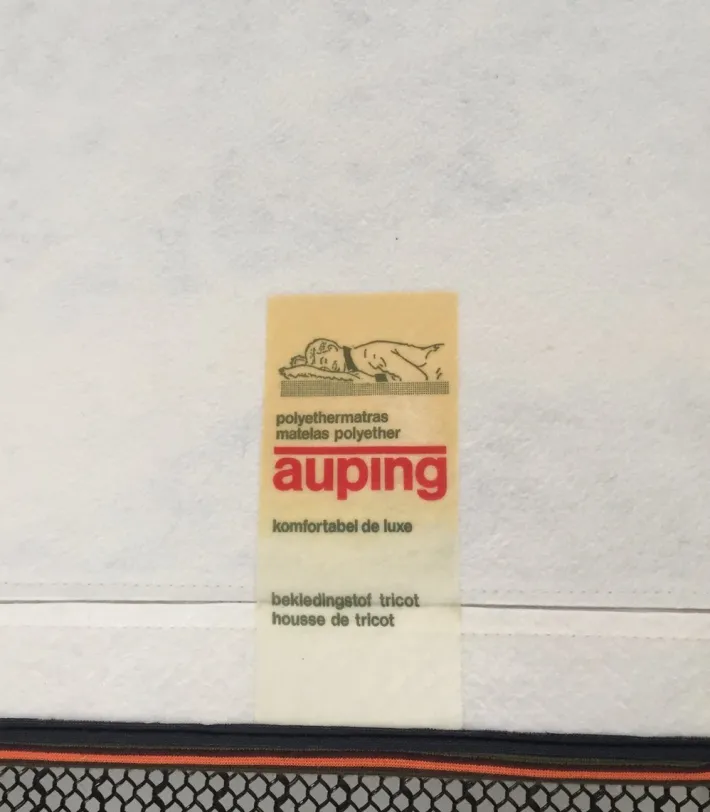 polyethermatras
matelas polyether
auping
komfortabel de luxe
bekledingstof tricot
housse de tricot